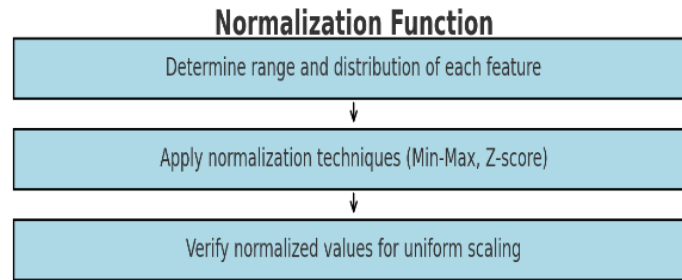 Normalization Function
Determine range and distribution of each feature
Apply normalization techniques (Min-Max, Z-score)
Verify normalized values for uniform scaling